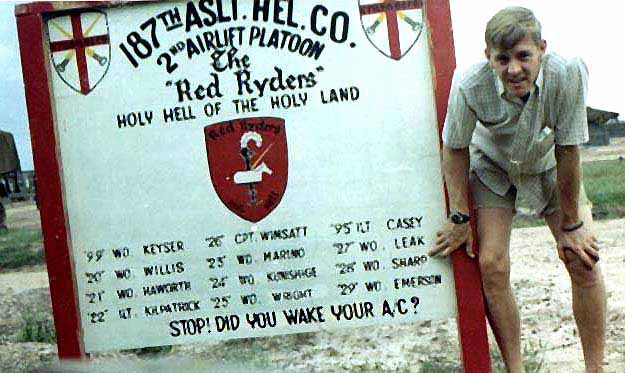 187TH ASLT. HEL. CO.
2ND AIRLIFT PLATOON
The
"Red Ryders"
HOLY HELL OF THE HOLY LAND
Red Ryders
'99' WO. KEYSER "26" CPT. WINSATT "95" 1LT CASEY
"20" WO. WILLIS "23" WO. MARINO "27" WO. LEAK
"21" WO. HAWORTH "24" WO. KUNISHIGE "28" WO. SHARP
"22" 1LT. KILPATRICK "25" WO. WRIGHT "29" WO. EMERSON
STOP! DID YOU WAKE YOUR A/C?